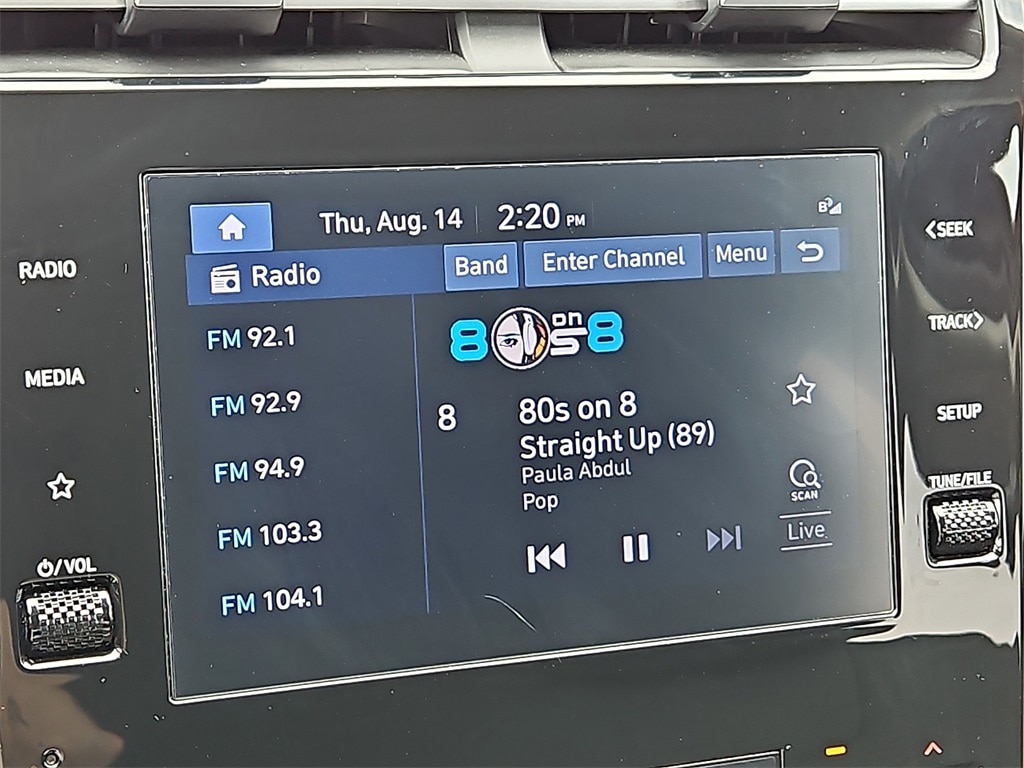 Thu, Aug. 14 2:20 PM
Radio Band Enter Channel Menu
FM 92.1
FM 92.9
FM 94.9
FM 103.3
FM 104.1
80s on 8
8 80s on 8
Straight Up (89)
Paula Abdul
Pop
SCAN
Live
RADIO
MEDIA
/VOL
<SEEK
TRACK>
SETUP
TUNE/FILE